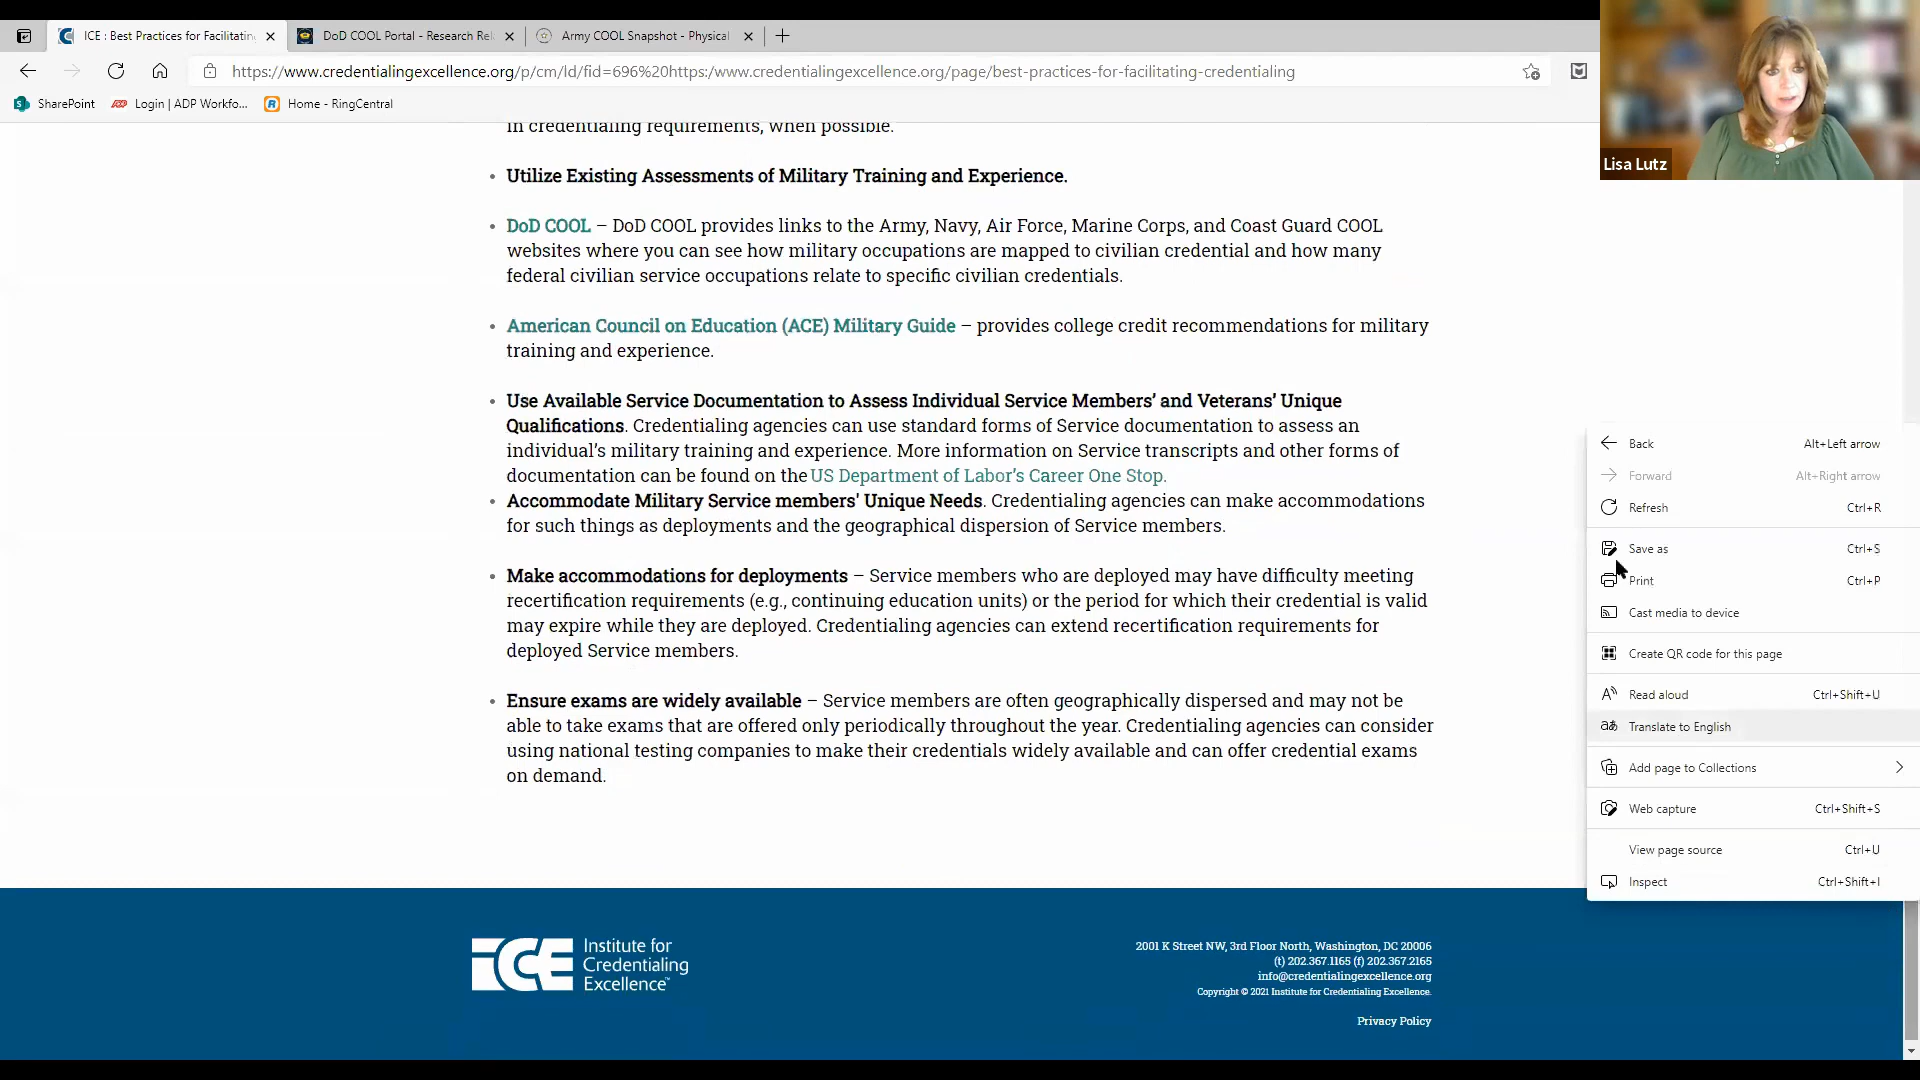 ICE : Best Practices for Facilitating
DoD COOL Portal - Research Rel
Army COOL Snapshot - Physical
https://www.credentialingexcellence.org/p/cm/ld/fid=696%20https:/www.credentialingexcellence.org/page/best-practices-for-facilitating-credentialing
SharePoint
Login | ADP Workfo...
Home - RingCentral
Lisa Lutz
in credentialing requirements, when possible.
• Utilize Existing Assessments of Military Training and Experience.
• DoD COOL – DoD COOL provides links to the Army, Navy, Air Force, Marine Corps, and Coast Guard COOL
websites where you can see how military occupations are mapped to civilian credential and how many
federal civilian service occupations relate to specific civilian credentials.
• American Council on Education (ACE) Military Guide – provides college credit recommendations for military
training and experience.
• Use Available Service Documentation to Assess Individual Service Members’ and Veterans’ Unique
Qualifications. Credentialing agencies can use standard forms of Service documentation to assess an
individual’s military training and experience. More information on Service transcripts and other forms of
documentation can be found on the US Department of Labor’s Career One Stop.
• Accommodate Military Service members' Unique Needs. Credentialing agencies can make accommodations
for such things as deployments and the geographical dispersion of Service members.
• Make accommodations for deployments – Service members who are deployed may have difficulty meeting
recertification requirements (e.g., continuing education units) or the period for which their credential is valid
may expire while they are deployed. Credentialing agencies can extend recertification requirements for
deployed Service members.
• Ensure exams are widely available – Service members are often geographically dispersed and may not be
able to take exams that are offered only periodically throughout the year. Credentialing agencies can consider
using national testing companies to make their credentials widely available and can offer credential exams
on demand.
Back Alt+Left arrow
Forward Alt+Right arrow
Refresh Ctrl+R
Save as Ctrl+S
Print Ctrl+P
Cast media to device
Create QR code for this page
Read aloud Ctrl+Shift+U
Translate to English
Add page to Collections
Web capture Ctrl+Shift+S
View page source Ctrl+U
Inspect Ctrl+Shift+I
iCE
Institute for
Credentialing
Excellence™
2001 K Street NW, 3rd Floor North, Washington, DC 20006
(t) 202.367.1165 (f) 202.367.2165
info@credentialingexcellence.org
Copyright © 2021 Institute for Credentialing Excellence.
Privacy Policy